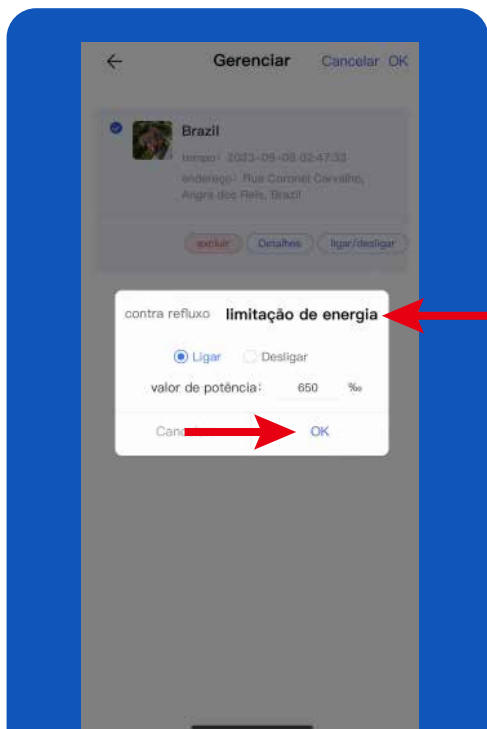 Gerenciar Cancelar OK
Brazil
tempo: 2023-09-08 02:47:33
endereço: Rua Coronel Carvalho,
Angra dos Reis, Brazil
excluir Detalhes ligar/desligar
contra refluxo limitação de energia
Ligar Desligar
valor de potência: 650 ‰
OK